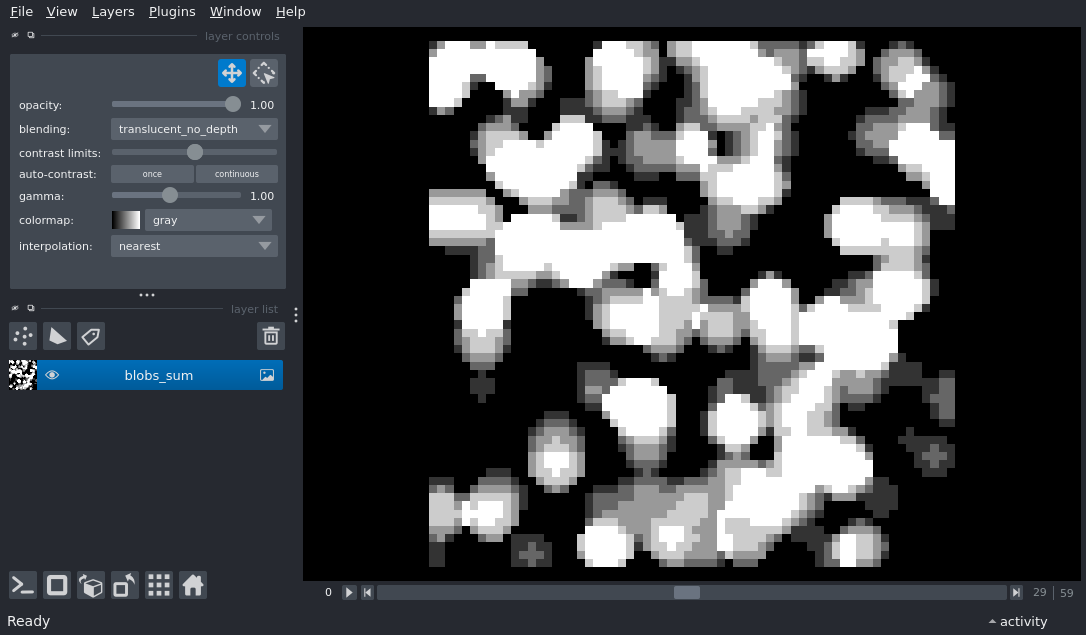 File View Layers Plugins Window Help
layer controls
opacity: 1.00
blending: translucent_no_depth
contrast limits:
auto-contrast: once continuous
gamma: 1.00
colormap: gray
interpolation: nearest
layer list
blobs_sum
0 29 59
Ready activity